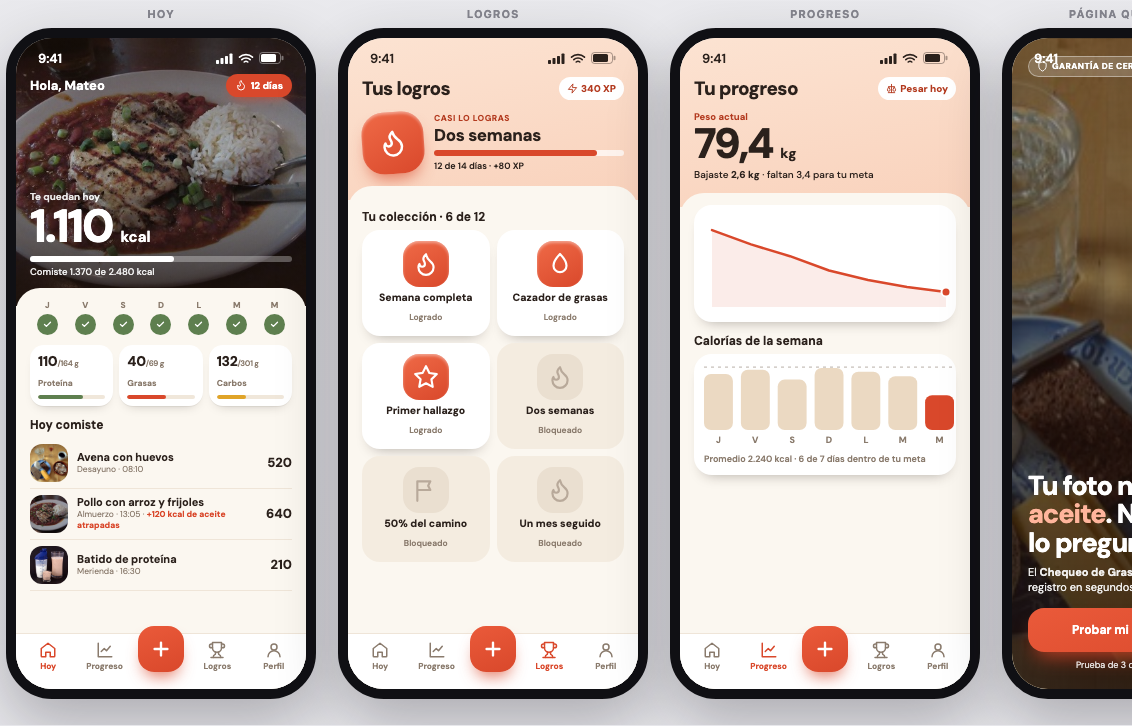 HOY
9:41
Hola, Mateo
12 días
Te quedan hoy
1.110 kcal
Comiste 1.370 de 2.480 kcal
J V S D L M M
110/164 g
Proteína
40/69 g
Grasas
132/301 g
Carbos
Hoy comiste
Avena con huevos
Desayuno · 08:10
520
Pollo con arroz y frijoles
Almuerzo · 13:05 · +120 kcal de aceite
atrapadas
640
Batido de proteína
Merienda · 16:30
210
Hoy Progreso Logros Perfil
LOGROS
9:41
Tus logros
340 XP
CASI LO LOGRAS
Dos semanas
12 de 14 días · +80 XP
Tu colección · 6 de 12
Semana completa
Logrado
Cazador de grasas
Logrado
Primer hallazgo
Logrado
Dos semanas
Bloqueado
50% del camino
Bloqueado
Un mes seguido
Bloqueado
Hoy Progreso Logros Perfil
PROGRESO
9:41
Tu progreso
Pesar hoy
Peso actual
79,4 kg
Bajaste 2,6 kg · faltan 3,4 para tu meta
Calorías de la semana
J V S D L M M
Promedio 2.240 kcal · 6 de 7 días dentro de tu meta
Hoy Progreso Logros Perfil
PÁGINA QU
9:41
GARANTÍA DE CER
Tu foto n
aceite. N
lo pregun
El Chequeo de Gras
registro en segundos
Probar mi
Prueba de 3 d